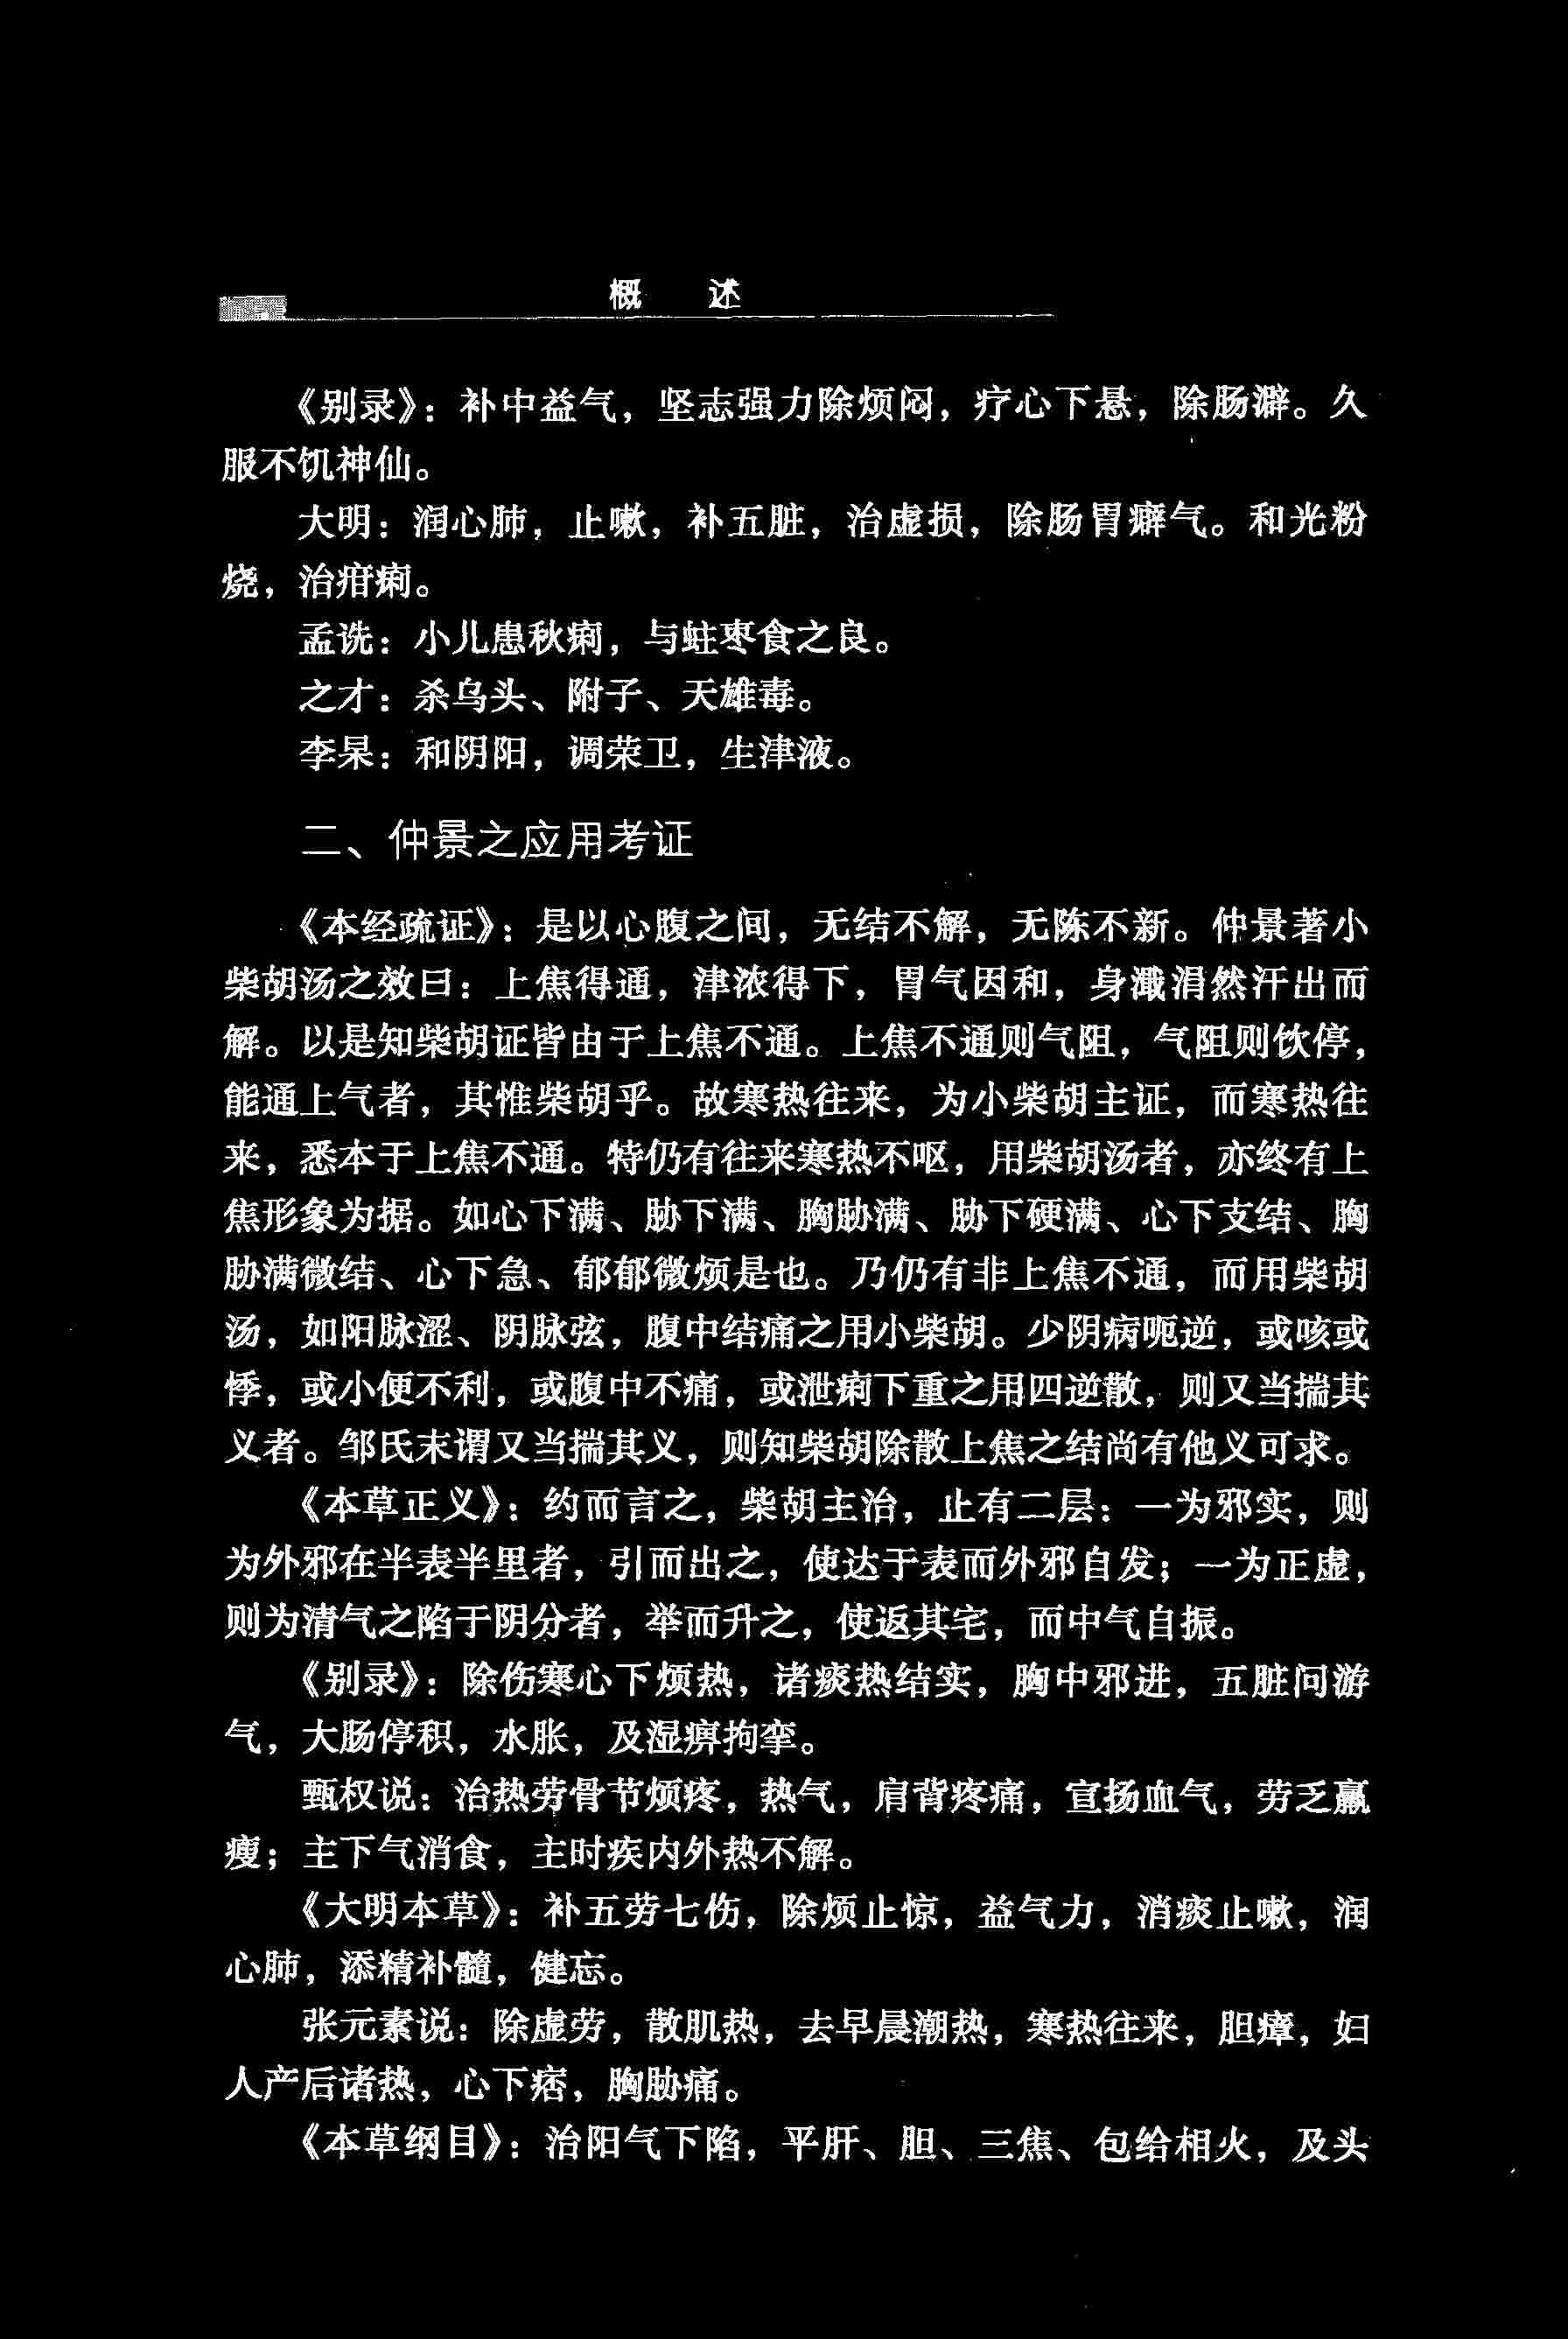 概 述
《别录》：补中益气，坚志强力除烦闷，疗心下悬，除肠澼。久
服不饥神仙。
大明：润心肺，止嗽，补五脏，治虚损，除肠胃癖气。和光粉
烧，治疳痢。
孟诜：小儿患秋痢，与蛀枣食之良。
之才：杀乌头、附子、天雄毒。
李杲：和阴阳，调荣卫，生津液。
二、仲景之应用考证
《本经疏证》：是以心腹之间，无结不解，无陈不新。仲景著小
柴胡汤之效曰：上焦得通，津浓得下，胃气因和，身濈涓然汗出而
解。以是知柴胡证皆由于上焦不通。上焦不通则气阻，气阻则饮停，
能通上气者，其惟柴胡乎。故寒热往来，为小柴胡主证，而寒热往
来，悉本于上焦不通。特仍有往来寒热不呕，用柴胡汤者，亦终有上
焦形象为据。如心下满、胁下满、胸胁满、胁下硬满、心下支结、胸
胁满微结、心下急、郁郁微烦是也。乃仍有非上焦不通，而用柴胡
汤，如阳脉涩、阴脉弦，腹中结痛之用小柴胡。少阴病呃逆，或咳或
悸，或小便不利，或腹中不痛，或泄痢下重之用四逆散，则又当揣其
义者。邹氏末谓又当揣其义，则知柴胡除散上焦之结尚有他义可求。
《本草正义》：约而言之，柴胡主治，止有二层：一为邪实，则
为外邪在半表半里者，引而出之，使达于表而外邪自发；一为正虚，
则为清气之陷于阴分者，举而升之，使返其宅，而中气自振。
《别录》：除伤寒心下烦热，诸痰热结实，胸中邪进，五脏问游
气，大肠停积，水胀，及湿痹拘挛。
甄权说：治热劳骨节烦疼，热气，肩背疼痛，宣扬血气，劳乏羸
瘦；主下气消食，主时疾内外热不解。
《大明本草》：补五劳七伤，除烦止惊，益气力，消痰止嗽，润
心肺，添精补髓，健忘。
张元素说：除虚劳，散肌热，去早晨潮热，寒热往来，胆瘅，妇
人产后诸热，心下痞，胸胁痛。
《本草纲目》：治阳气下陷，平肝、胆、三焦、包给相火，及头